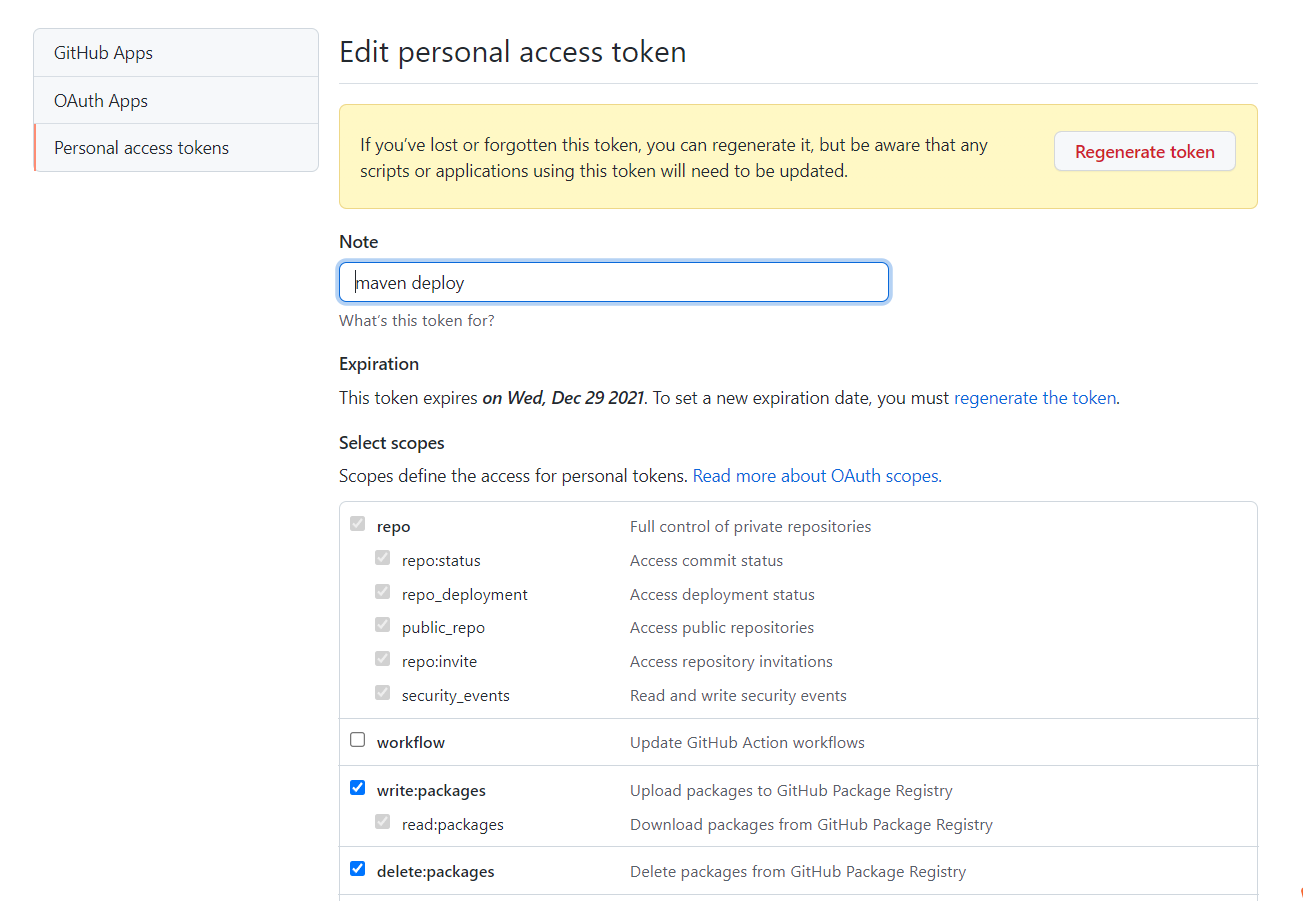 GitHub Apps
OAuth Apps
Personal access tokens
Edit personal access token
If you've lost or forgotten this token, you can regenerate it, but be aware that any
scripts or applications using this token will need to be updated.
Regenerate token
Note
maven deploy
What's this token for?
Expiration
This token expires on Wed, Dec 29 2021. To set a new expiration date, you must regenerate the token.
Select scopes
Scopes define the access for personal tokens. Read more about OAuth scopes.
repo Full control of private repositories
repo:status Access commit status
repo_deployment Access deployment status
public_repo Access public repositories
repo:invite Access repository invitations
security_events Read and write security events
workflow Update GitHub Action workflows
write:packages Upload packages to GitHub Package Registry
read:packages Download packages from GitHub Package Registry
delete:packages Delete packages from GitHub Package Registry